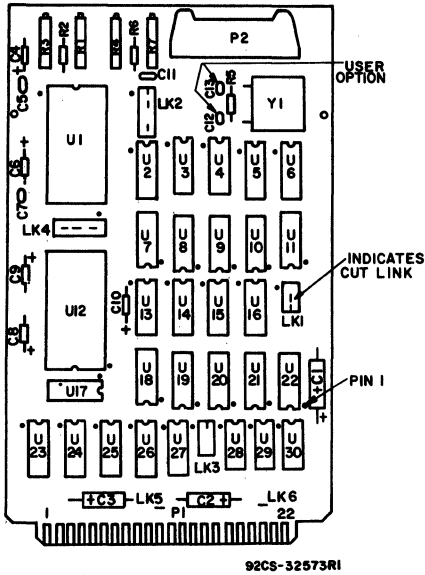 C4 R3 R2 R1 R4 R6 R7 P2
USER
OPTION
C5 C11 C13 R5
LK2 C12 Y1
U1
C6 U2 U3 U4 U5 U6
C7
LK4
U7 U8 U9 U10 U11
INDICATES
CUT LINK
C9
U12 C10 U13 U14 U15 U16 LK1
C8
U18 U19 U20 U21 U22 C1
PIN 1
U17
U23 U24 U25 U26 U27 LK3 U28 U29 U30
C3 LK5 C2 LK6
1 P1 22
92CS-32573R1